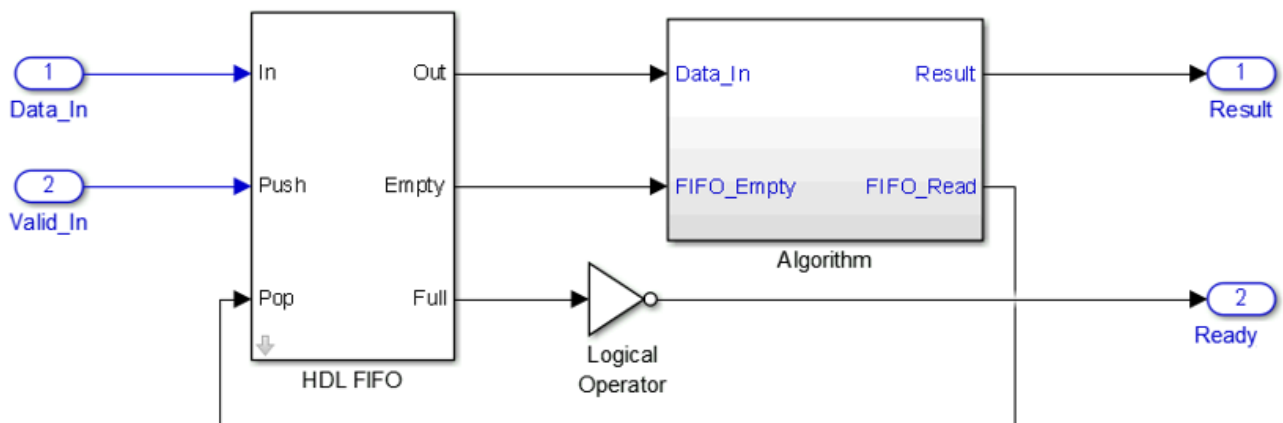 1
Data_In
2
Valid_In
In
Out
Push
Empty
Pop
Full
HDL FIFO
Data_In
Result
FIFO_Empty
FIFO_Read
Algorithm
Logical
Operator
1
Result
2
Ready